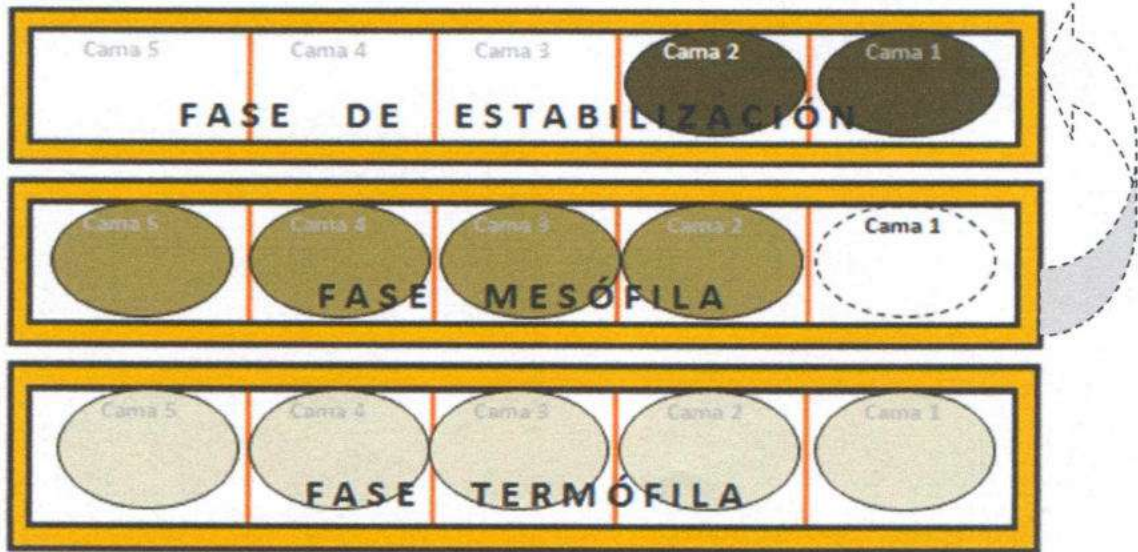 Cama 5 Cama 4 Cama 3 Cama 2 Cama 1
FASE DE ESTABILIZACIÓN
Cama 5 Cama 4 Cama 3 Cama 2 Cama 1
FASE MESÓFILA
Cama 5 Cama 4 Cama 3 Cama 2 Cama 1
FASE TERMÓFILA